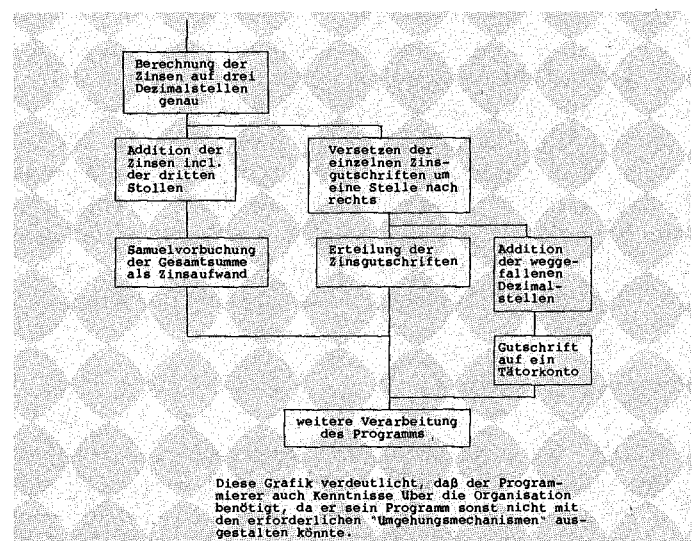 Berechnung der
Zinsen auf drei
Dezimalstellen
genau
Addition der
Zinsen incl.
der dritten
Stollen
Versetzen der
einzelnen Zins-
gutschriften um
eine Stelle nach
rechts
Samuelvorbuchung
der Gesamtsumme
als Zinsaufwand
Erteilung der
Zinsgutschriften
Addition
der wegge-
fallenen
Dezimal-
stellen
Gutschrift
auf ein
Tätorkonto
weitere Verarbeitung
des Programms
Diese Grafik verdeutlicht, daß der Program-
mierer auch Kenntnisse Über die Organisation
benötigt, da er sein Programm sonst nicht mit
den erforderlichen "Umgehungsmechanismen" aus-
gestalten könnte.